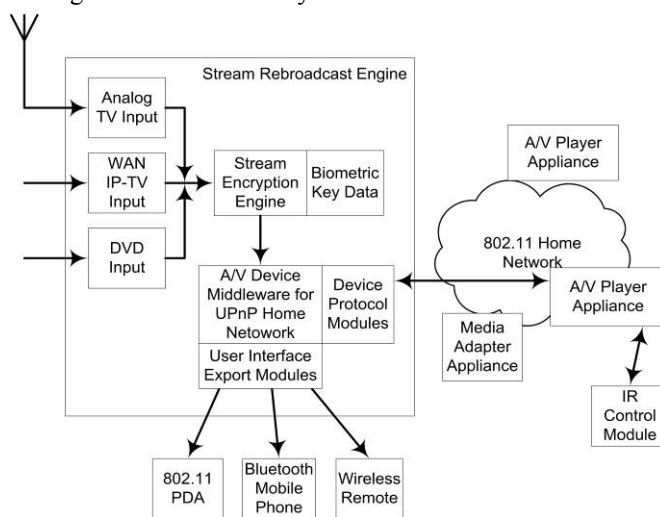 Stream Rebroadcast Engine
Analog
TV Input
WAN
IP-TV
Input
DVD
Input
Stream
Encryption
Engine
Biometric
Key Data
A/V Device
Middleware for
UPnP Home
Netowork
Device
Protocol
Modules
User Interface
Export Modules
A/V Player
Appliance
802.11 Home
Network
A/V Player
Appliance
Media
Adapter
Appliance
IR
Control
Module
802.11
PDA
Bluetooth
Mobile
Phone
Wireless
Remote